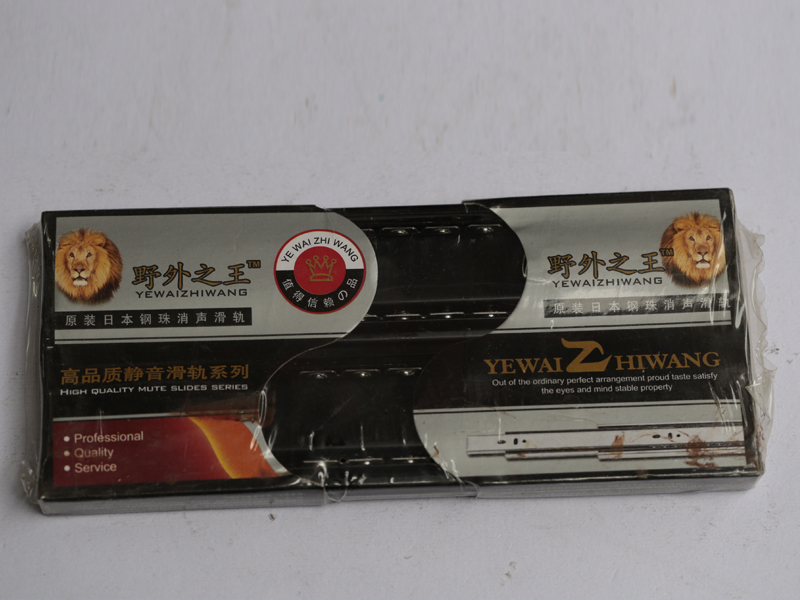 野外之王™
YEWAIZHIWANG
原装日本钢珠消声滑轨
YE WAI ZHI WANG
值得信赖の品
高品质静音滑轨系列
HIGH QUALITY MUTE SLIDES SERIES
• Professional
• Quality
• Service
野外之王™
YEWAIZHIWANG
原装日本钢珠消声滑轨
YEWAIZHIWANG
Out of the ordinary perfect arrangement proud taste satisfy
the eyes and mind stable property